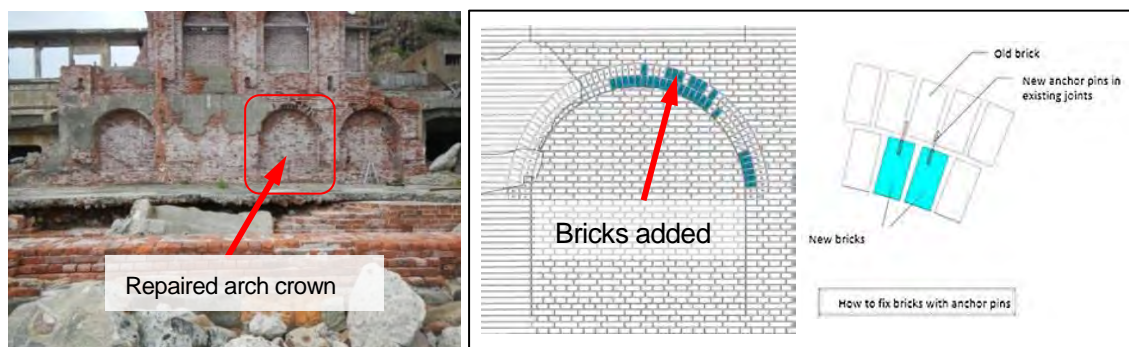 Repaired arch crown
Bricks added
Old brick
New anchor pins in
existing joints
New bricks
How to fix bricks with anchor pins